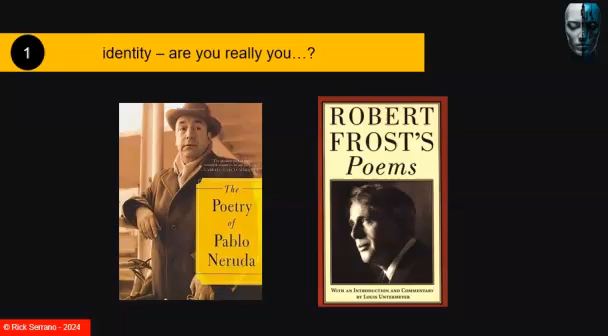 1
identity – are you really you…?
The
Poetry
of
Pablo
Neruda
ROBERT
FROST'S
Poems
WITH AN INTRODUCTION AND COMMENTARY
BY LOUIS UNTERMEYER
© Rick Serrano - 2024